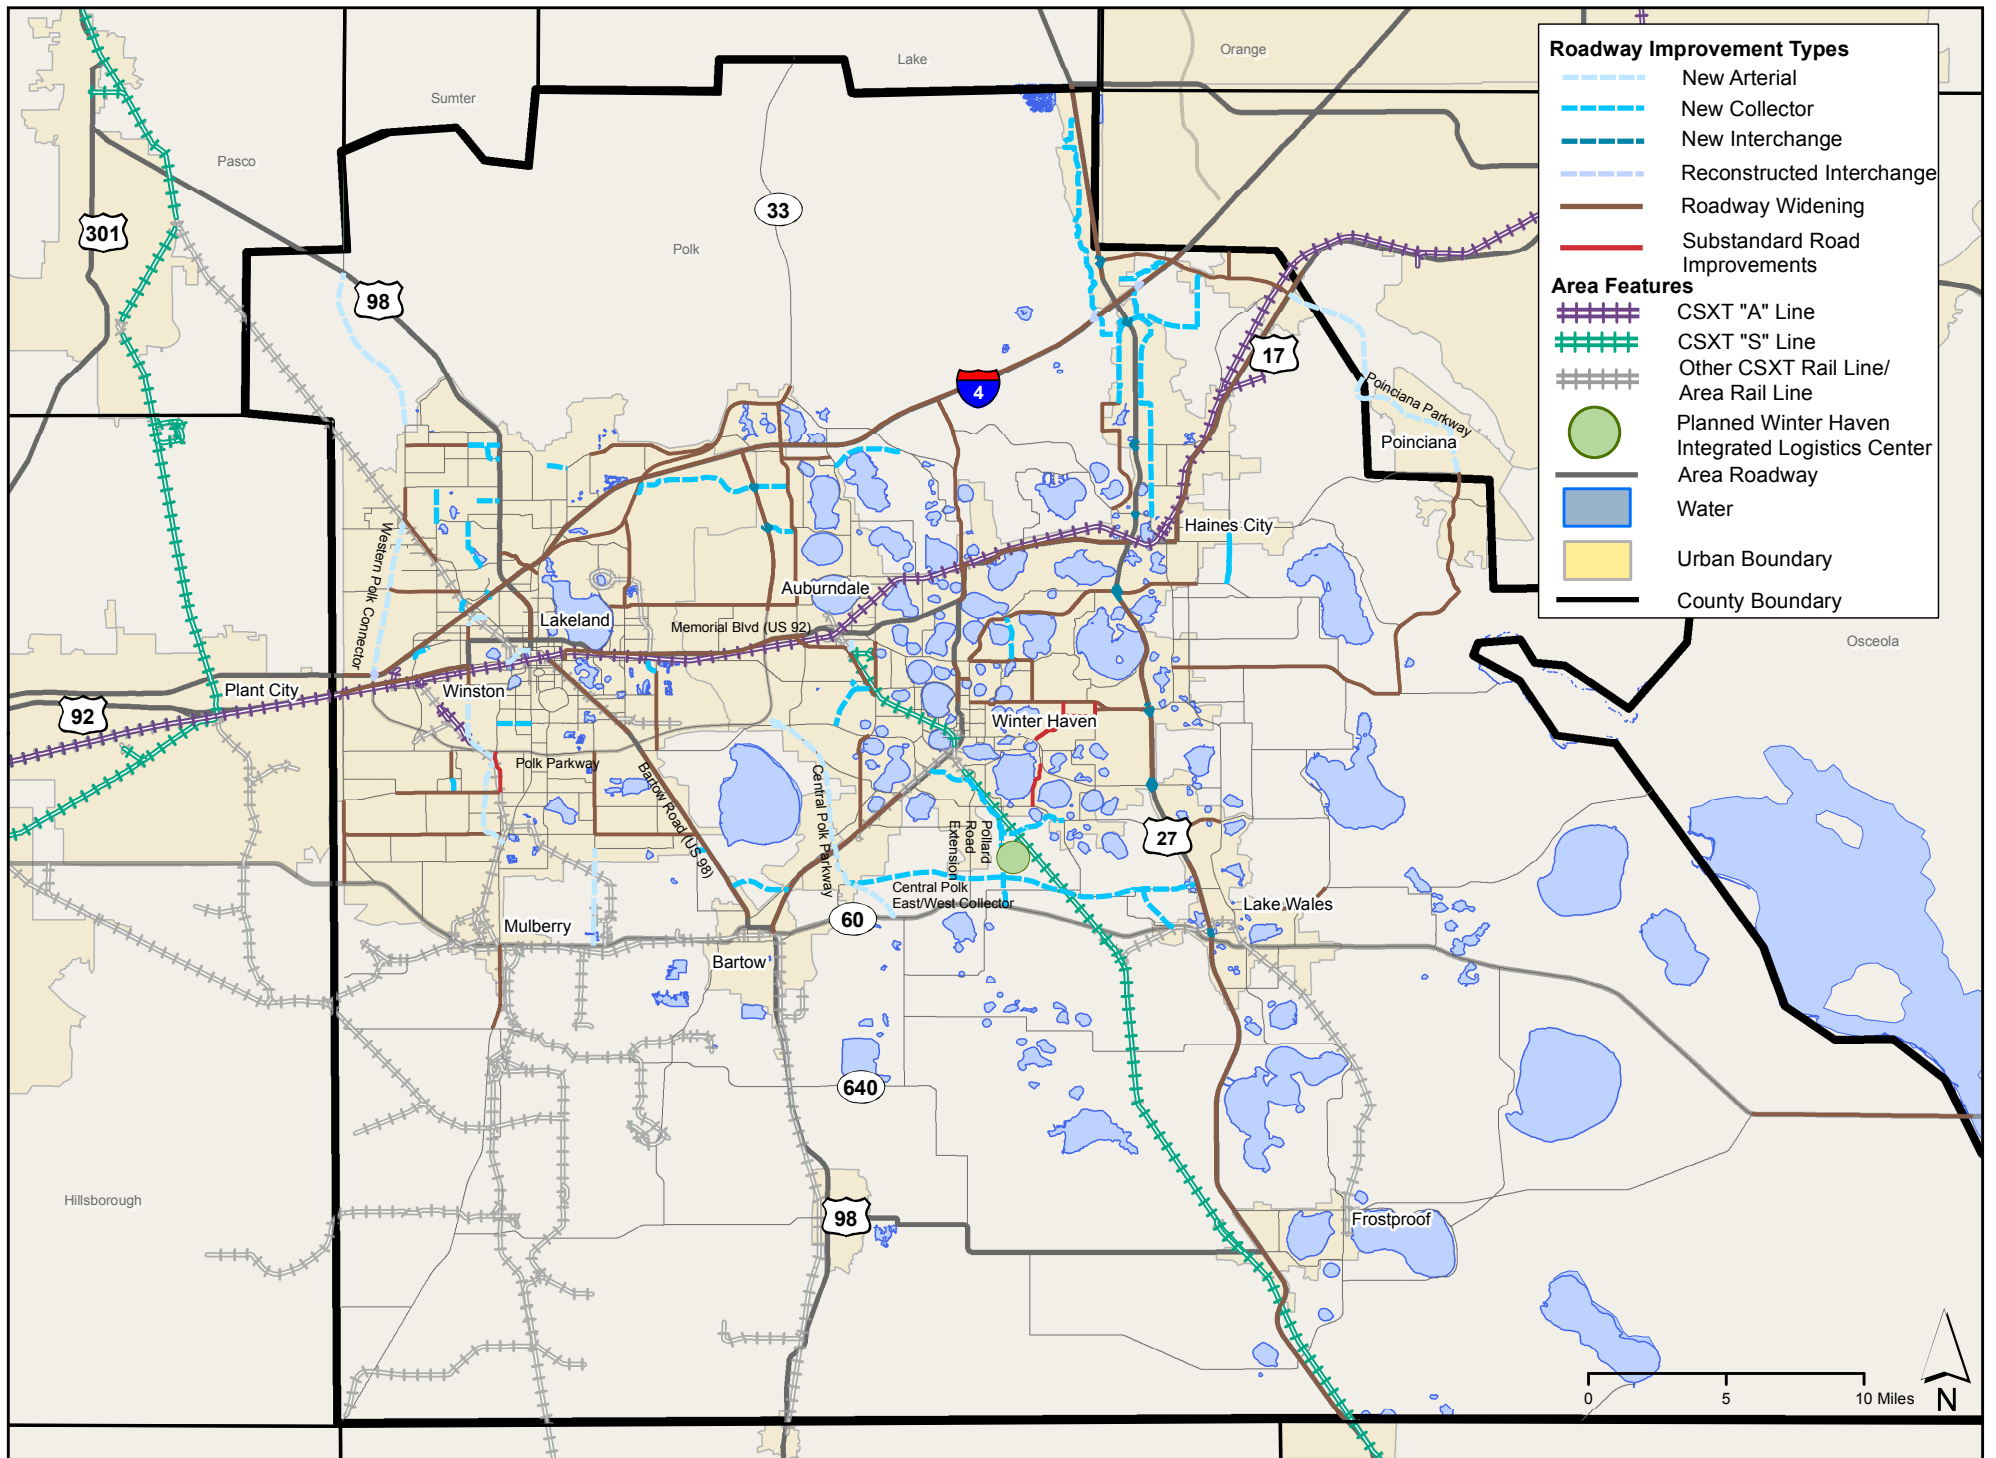 Lake
Orange
Sumter
Pasco
Polk
33
301
98
17
4
Poinciana Parkway
Poinciana
Haines City
Western Polk Connector
Auburndale
Lakeland
Memorial Blvd (US 92)
Osceola
Plant City
Winston
92
Winter Haven
Polk Parkway
Bartow Road (US 98)
Central Polk Parkway
Pollard
Road
Extension
27
Central Polk
East/West Collector
Lake Wales
60
Mulberry
Bartow
640
Hillsborough
98
Frostproof
Roadway Improvement Types
New Arterial
New Collector
New Interchange
Reconstructed Interchange
Roadway Widening
Substandard Road
Improvements
Area Features
CSXT "A" Line
CSXT "S" Line
Other CSXT Rail Line/
Area Rail Line
Planned Winter Haven
Integrated Logistics Center
Area Roadway
Water
Urban Boundary
County Boundary
0 5 10 Miles
N